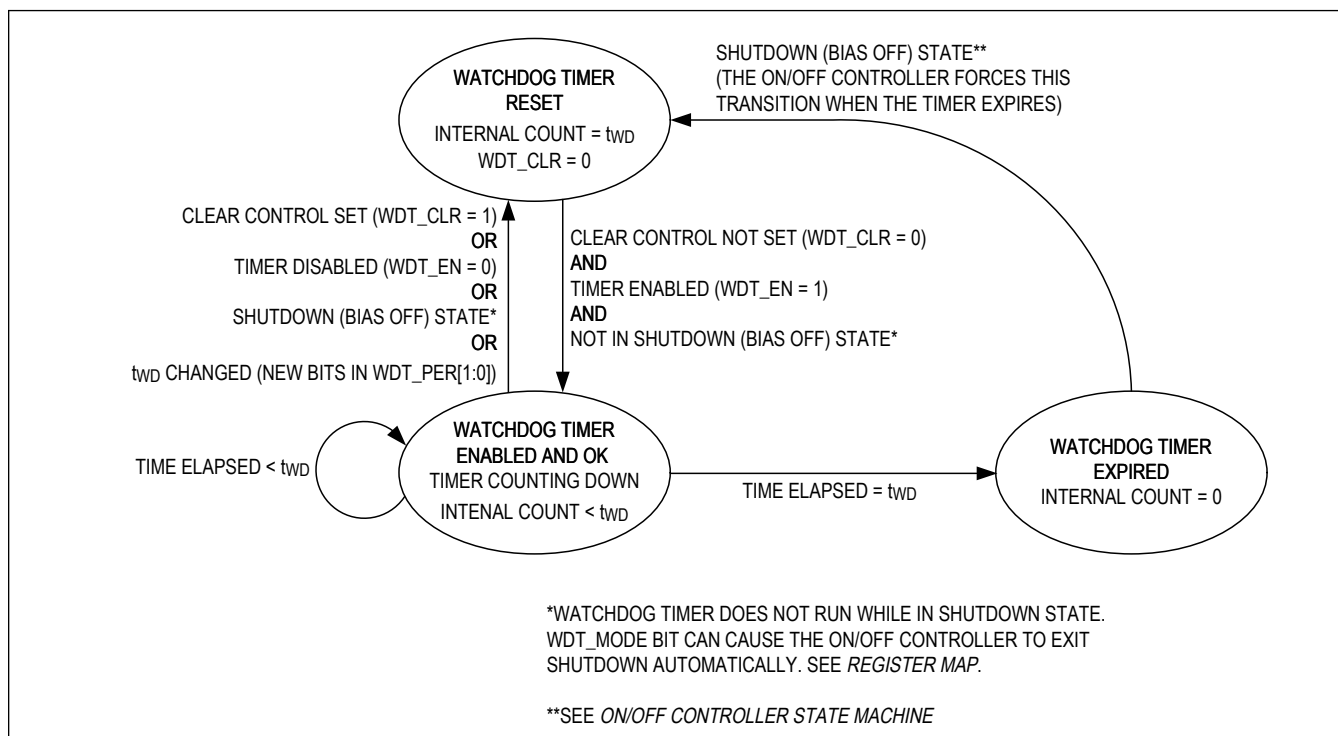 WATCHDOG TIMER
RESET
INTERNAL COUNT = tWD
WDT_CLR = 0
SHUTDOWN (BIAS OFF) STATE**
(THE ON/OFF CONTROLLER FORCES THIS
TRANSITION WHEN THE TIMER EXPIRES)
CLEAR CONTROL SET (WDT_CLR = 1)
OR
TIMER DISABLED (WDT_EN = 0)
OR
SHUTDOWN (BIAS OFF) STATE*
OR
tWD CHANGED (NEW BITS IN WDT_PER[1:0])
CLEAR CONTROL NOT SET (WDT_CLR = 0)
AND
TIMER ENABLED (WDT_EN = 1)
AND
NOT IN SHUTDOWN (BIAS OFF) STATE*
TIME ELAPSED < tWD
WATCHDOG TIMER
ENABLED AND OK
TIMER COUNTING DOWN
INTENAL COUNT < tWD
TIME ELAPSED = tWD
WATCHDOG TIMER
EXPIRED
INTERNAL COUNT = 0
*WATCHDOG TIMER DOES NOT RUN WHILE IN SHUTDOWN STATE.
WDT_MODE BIT CAN CAUSE THE ON/OFF CONTROLLER TO EXIT
SHUTDOWN AUTOMATICALLY. SEE REGISTER MAP.
**SEE ON/OFF CONTROLLER STATE MACHINE